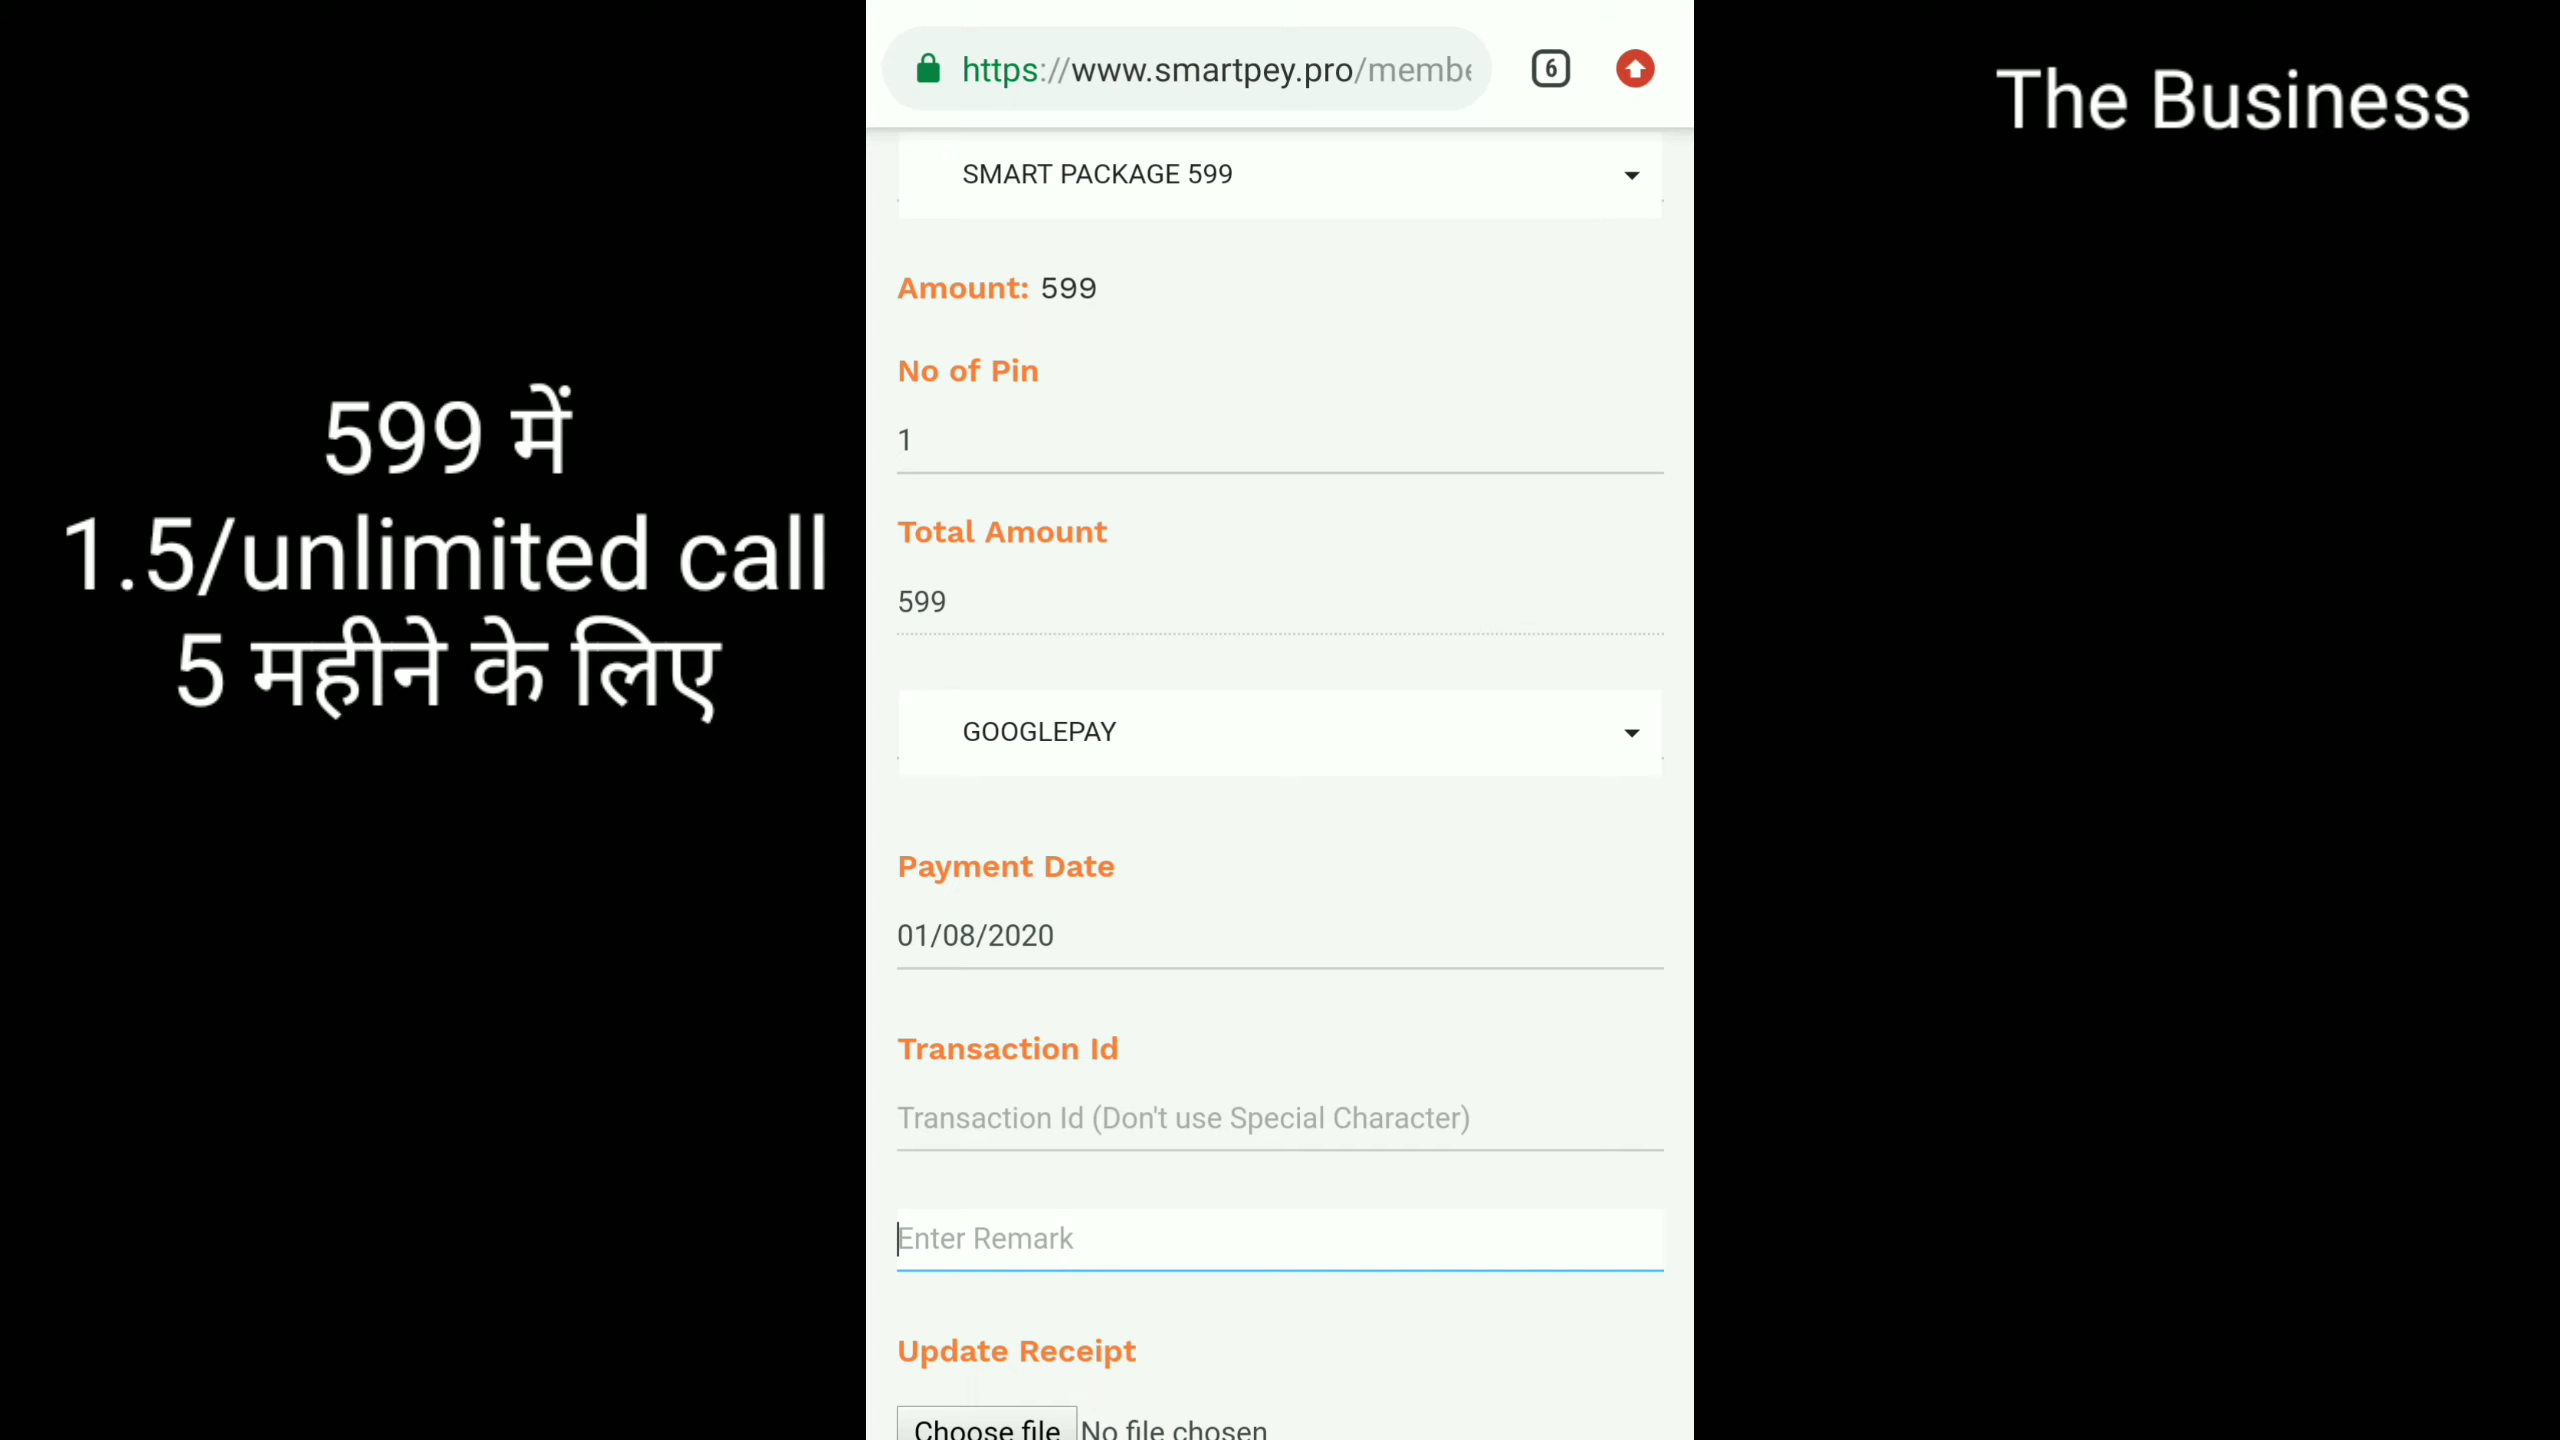 https://www.smartpey.pro/membe
6
The Business
SMART PACKAGE 599
Amount: 599
No of Pin
1
Total Amount
599
599 में
1.5/unlimited call
5 महीने के लिए
GOOGLEPAY
Payment Date
01/08/2020
Transaction Id
Transaction Id (Don't use Special Character)
Enter Remark
Update Receipt
Choose file No file chosen